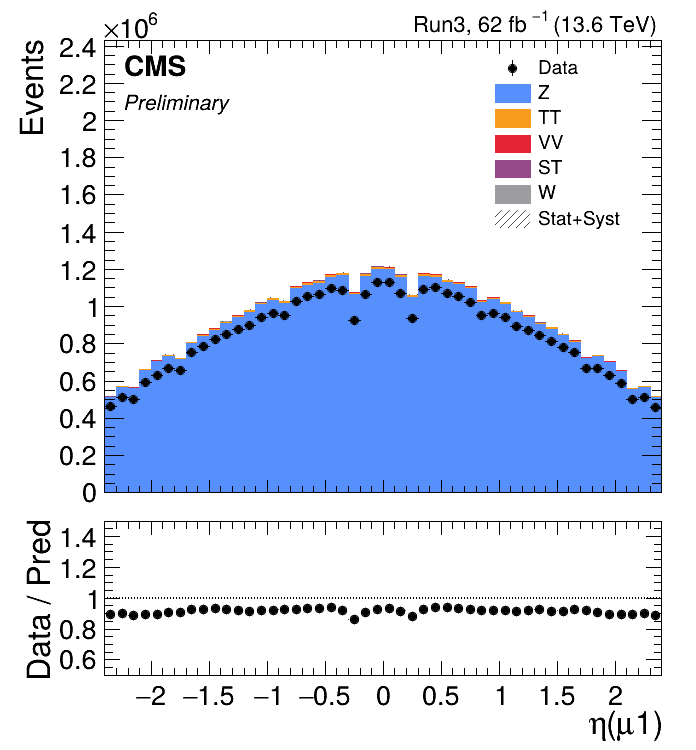 ×10⁶
Run3, 62 fb⁻¹ (13.6 TeV)
Events
CMS
Preliminary
Data
Z
TT
VV
ST
W
Stat+Syst
2.4
2.2
2
1.8
1.6
1.4
1.2
1
0.8
0.6
0.4
0.2
0
Data / Pred
1.4
1.2
1
0.8
0.6
−2 −1.5 −1 −0.5 0 0.5 1 1.5 2
η(μ1)